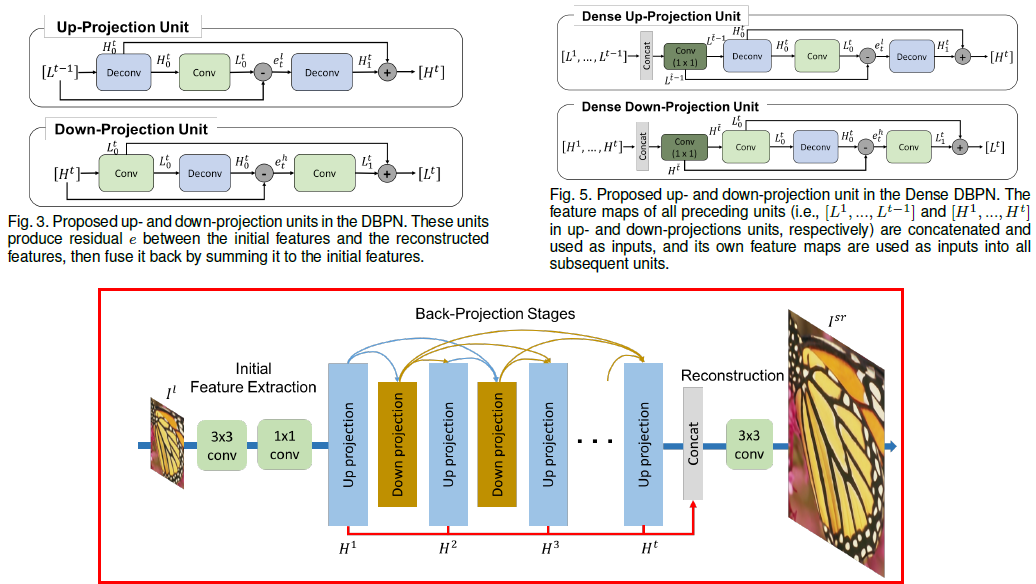 Up-Projection Unit
$H_0^t$
$[L^{t-1}]$ Deconv $H_0^t$ Conv $L_0^t$ - $e_t^l$ Deconv $H_1^t$ + $[H^t]$
Down-Projection Unit
$L_0^t$
$[H^t]$ Conv $L_0^t$ Deconv $H_0^t$ - $e_t^h$ Conv $L_1^t$ + $[L^t]$
Fig. 3. Proposed up- and down-projection units in the DBPN. These units
produce residual $e$ between the initial features and the reconstructed
features, then fuse it back by summing it to the initial features.
Dense Up-Projection Unit
$H_0^t$
$[L^1, ..., L^{t-1}]$ Concat Conv (1 x 1) $L^{\tilde{t}-1}$ Deconv $H_0^t$ Conv $L_0^t$ - $e_t^l$ Deconv $H_1^t$ + $[H^t]$
$L^{\tilde{t}-1}$
Dense Down-Projection Unit
$L_0^t$
$[H^1, ..., H^t]$ Concat Conv (1 x 1) $H^{\tilde{t}}$ Conv $L_0^t$ Deconv $H_0^t$ - $e_t^h$ Conv $L_1^t$ + $[L^t]$
$H^{\tilde{t}}$
Fig. 5. Proposed up- and down-projection unit in the Dense DBPN. The
feature maps of all preceding units (i.e., $[L^1, ..., L^{t-1}]$ and $[H^1, ..., H^t]$
in up- and down-projections units, respectively) are concatenated and
used as inputs, and its own feature maps are used as inputs into all
subsequent units.
Back-Projection Stages
$I^{sr}$
Initial
Feature Extraction
Reconstruction
$I^l$
3x3
conv
1x1
conv
Up projection
Down projection
Up projection
Down projection
Up projection
. . .
Up projection
Concat
3x3
conv
$H^1$ $H^2$ $H^3$ $H^t$